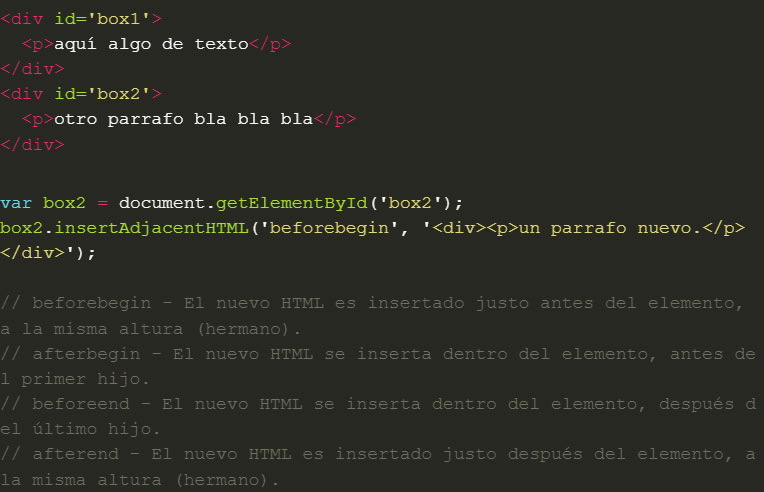 <div id='box1'>
  <p>aquí algo de texto</p>
</div>
<div id='box2'>
  <p>otro parrafo bla bla bla</p>
</div>
var box2 = document.getElementById('box2');
box2.insertAdjacentHTML('beforebegin', '<div><p>un parrafo nuevo.</p>
</div>');
// beforebegin - El nuevo HTML es insertado justo antes del elemento,
a la misma altura (hermano).
// afterbegin - El nuevo HTML se inserta dentro del elemento, antes de
l primer hijo.
// beforeend - El nuevo HTML se inserta dentro del elemento, después d
el último hijo.
// afterend - El nuevo HTML es insertado justo después del elemento, a
la misma altura (hermano).